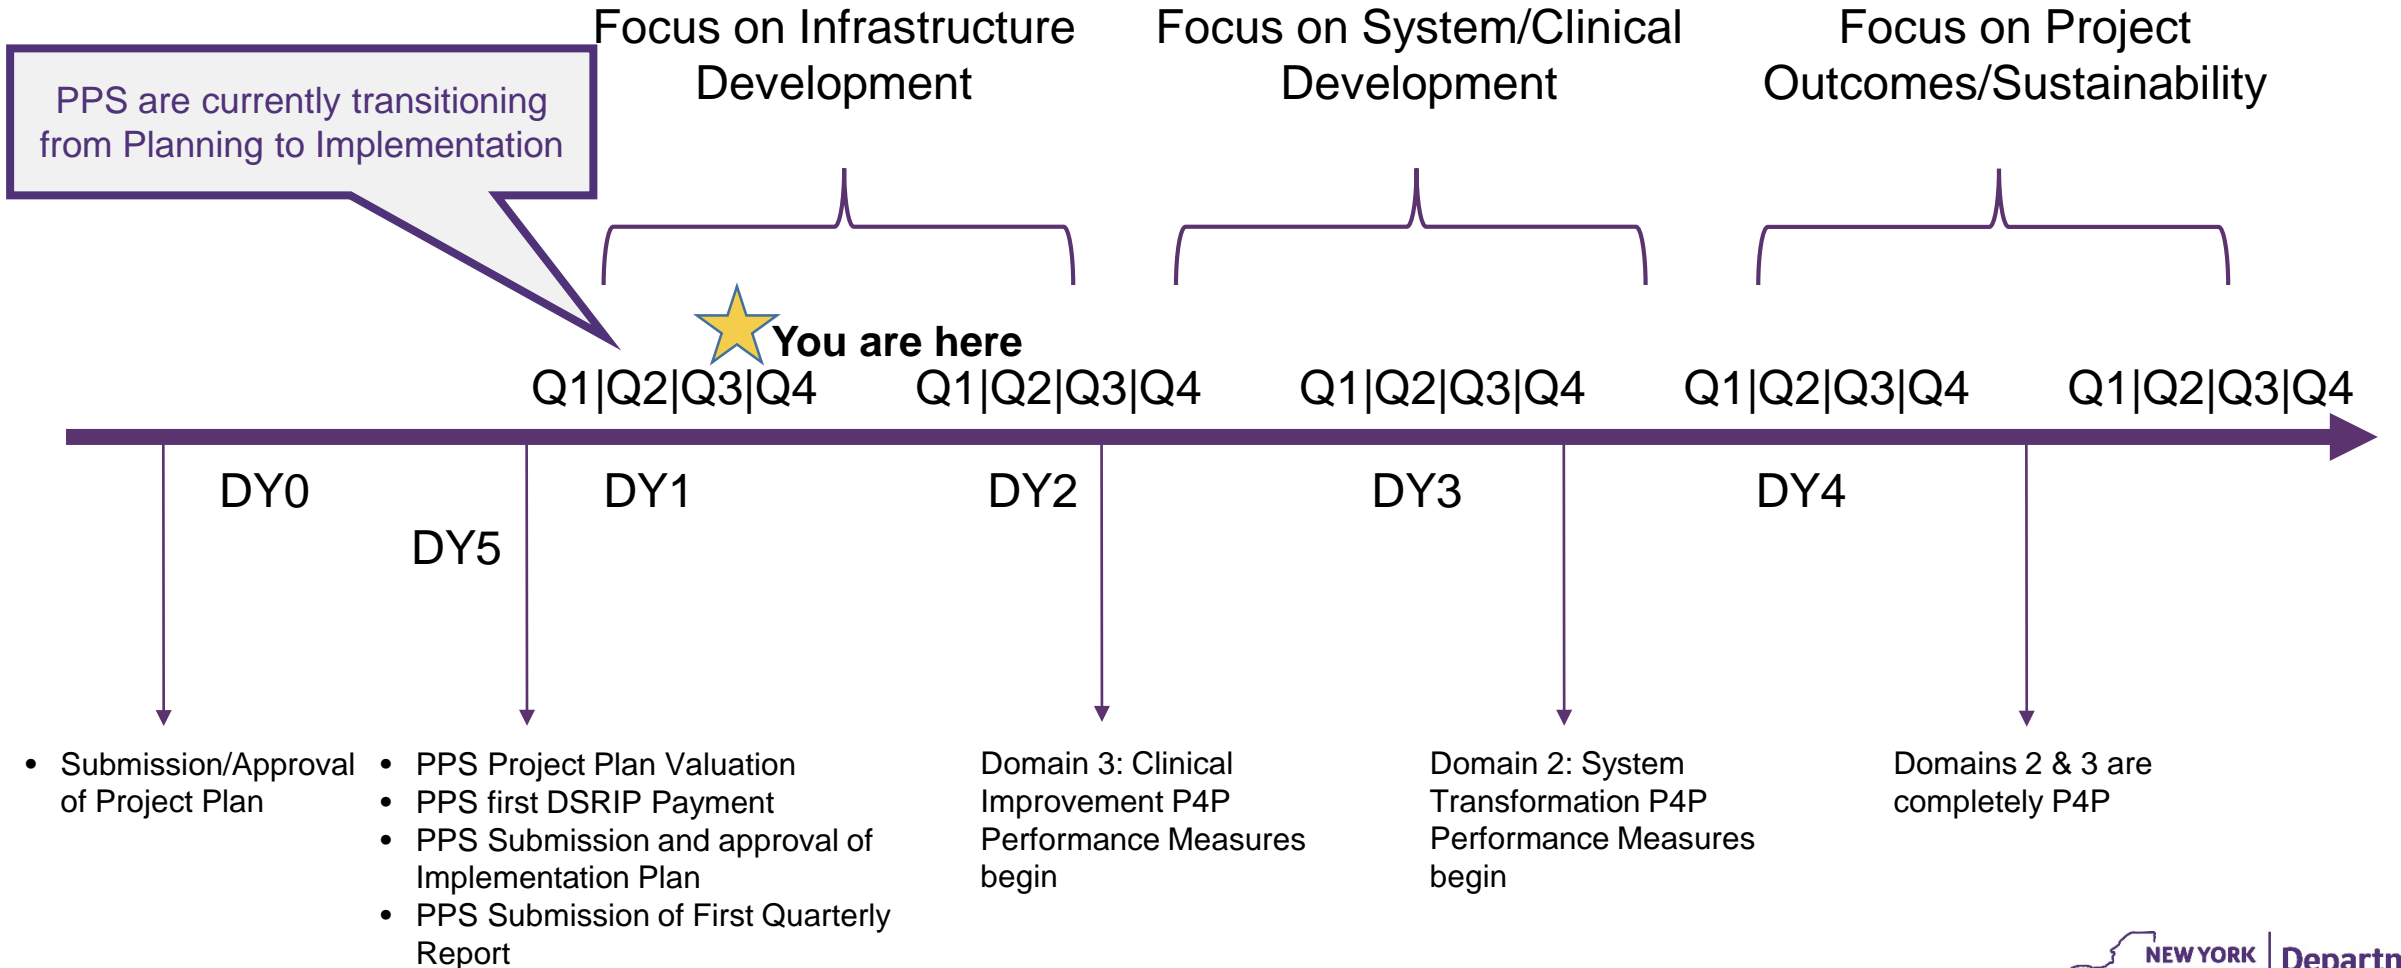 Focus on Infrastructure
Development
Focus on System/Clinical
Development
Focus on Project
Outcomes/Sustainability
PPS are currently transitioning
from Planning to Implementation
You are here
Q1|Q2|Q3|Q4
Q1|Q2|Q3|Q4
Q1|Q2|Q3|Q4
Q1|Q2|Q3|Q4
Q1|Q2|Q3|Q4
DY0
DY1
DY2
DY3
DY4
DY5
• Submission/Approval
of Project Plan
• PPS Project Plan Valuation
• PPS first DSRIP Payment
• PPS Submission and approval of
Implementation Plan
• PPS Submission of First Quarterly
Report
Domain 3: Clinical
Improvement P4P
Performance Measures
begin
Domain 2: System
Transformation P4P
Performance Measures
begin
Domains 2 & 3 are
completely P4P
NEW YORK